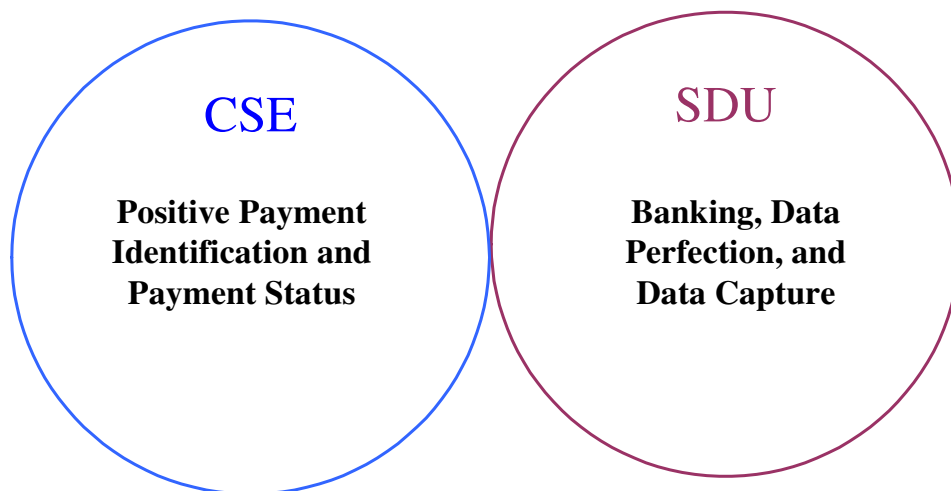 CSE
Positive Payment
Identification and
Payment Status
SDU
Banking, Data
Perfection, and
Data Capture